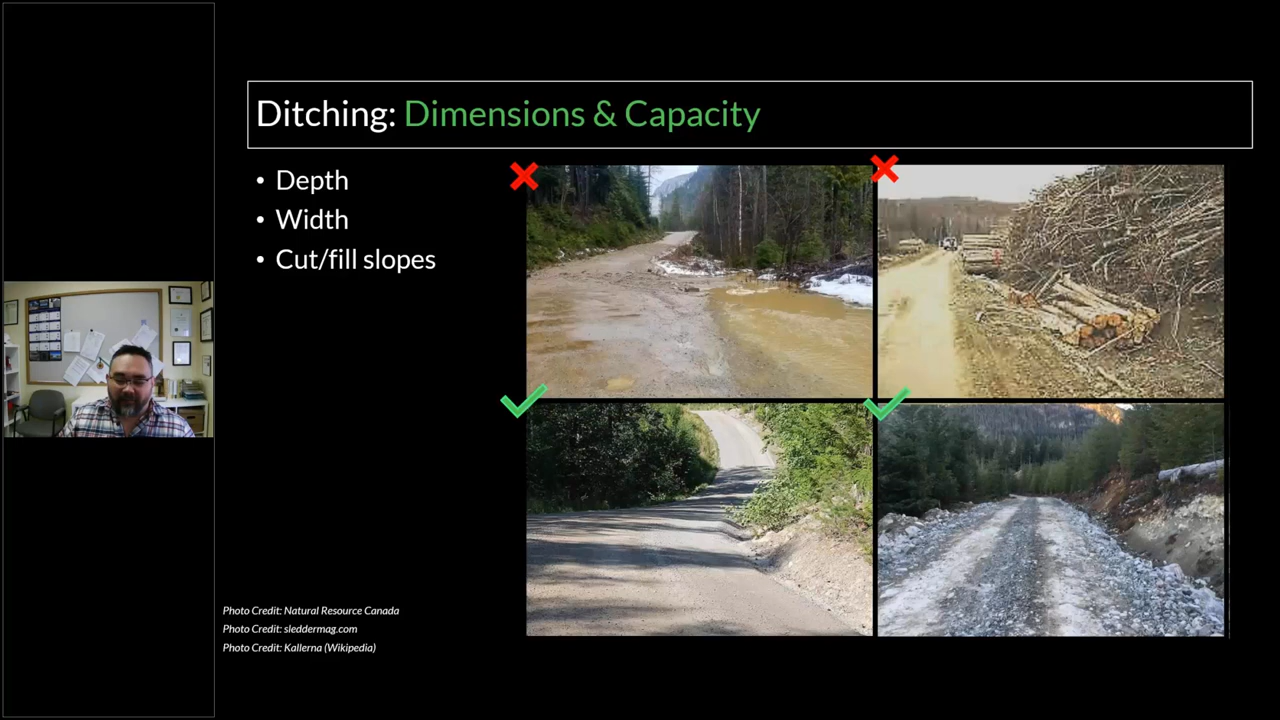 Ditching: Dimensions & Capacity
• Depth
• Width
• Cut/fill slopes
Photo Credit: Natural Resource Canada
Photo Credit: sleddermag.com
Photo Credit: Kallerna (Wikipedia)